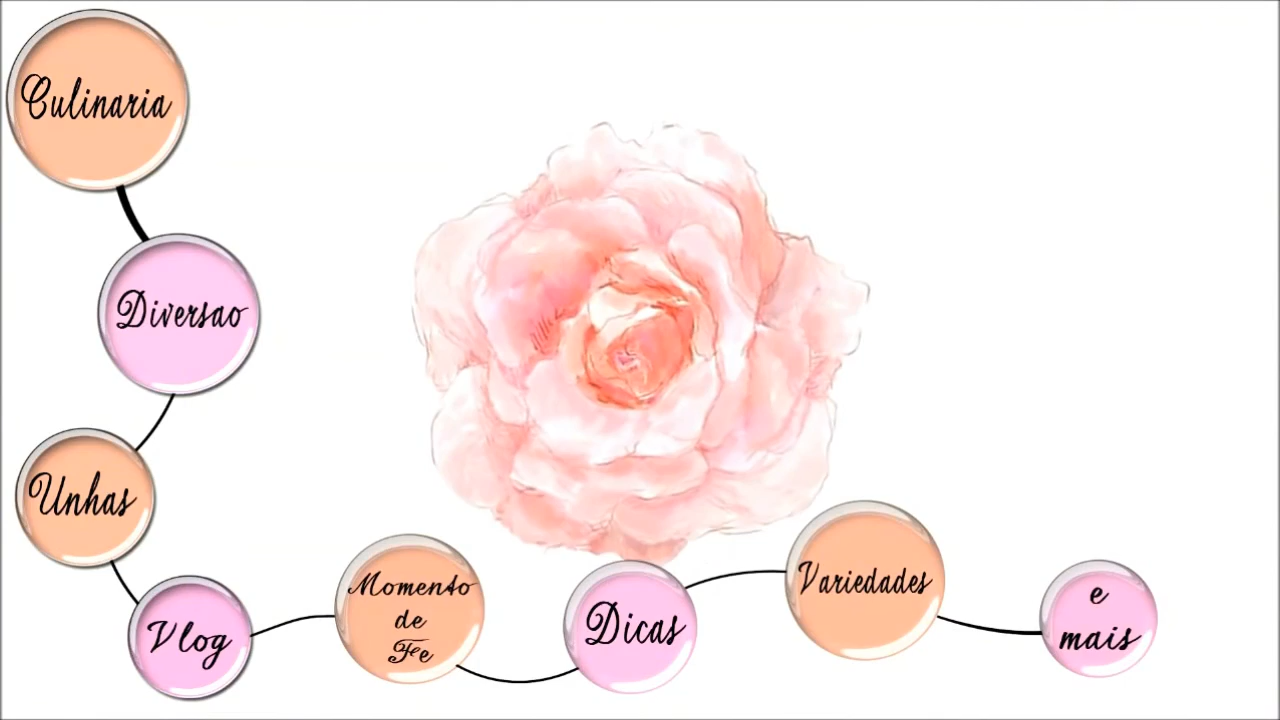 Culinaria
Diversao
Unhas
Vlog
Momento
de
Fe
Dicas
Variedades
e
mais